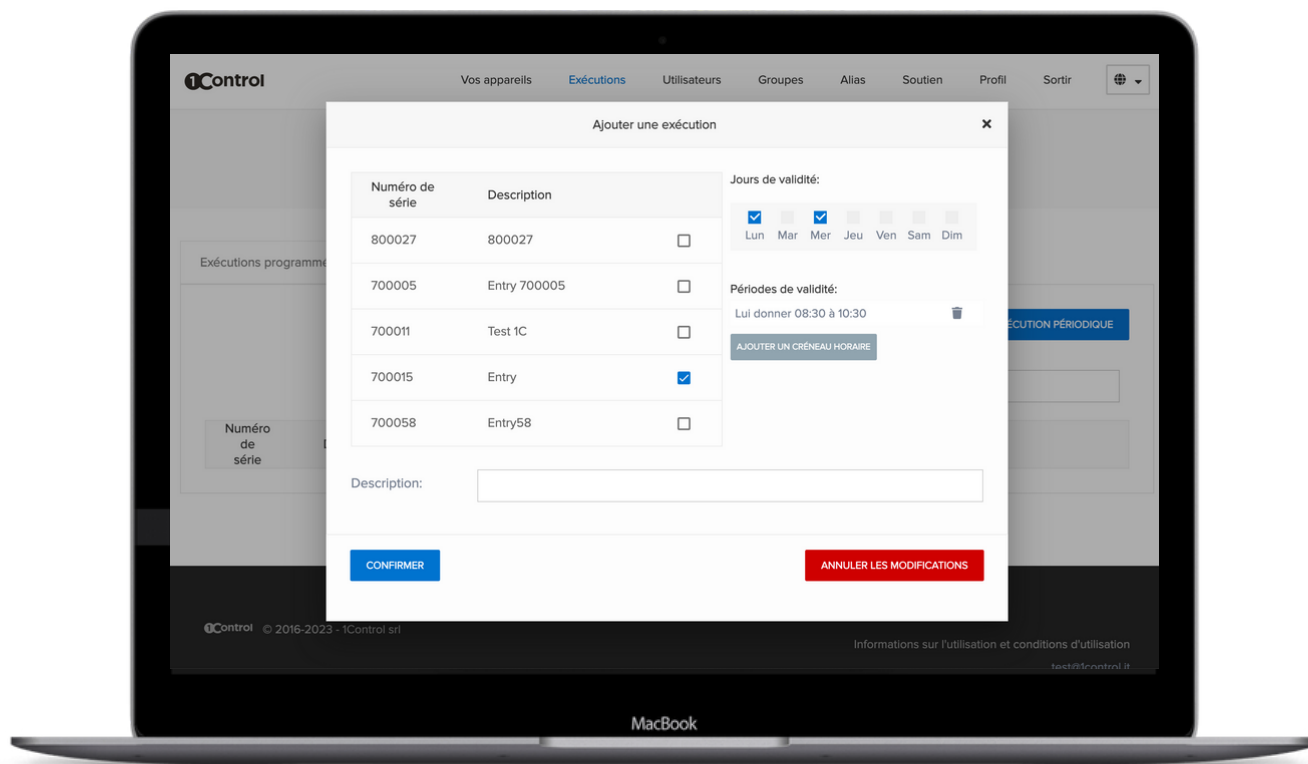 1Control
Vos appareils Exécutions Utilisateurs Groupes Alias Soutien Profil Sortir
Ajouter une exécution
Exécutions programmé
ÉCUTION PÉRIODIQUE
Numéro
de
série
Numéro de
série
Description
800027 800027
700005 Entry 700005
700011 Test 1C
700015 Entry
700058 Entry58
Jours de validité:
Lun Mar Mer Jeu Ven Sam Dim
Périodes de validité:
Lui donner 08:30 à 10:30
AJOUTER UN CRÉNEAU HORAIRE
Description:
CONFIRMER
ANNULER LES MODIFICATIONS
1Control © 2016-2023 - 1Control srl
Informations sur l'utilisation et conditions d'utilisation
test@1control.it
MacBook